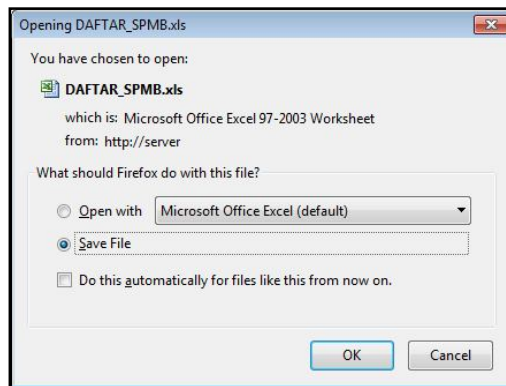 Opening DAFTAR_SPMB.xls
You have chosen to open:
DAFTAR_SPMB.xls
which is: Microsoft Office Excel 97-2003 Worksheet
from: http://server
What should Firefox do with this file?
Open with Microsoft Office Excel (default)
Save File
Do this automatically for files like this from now on.
OK Cancel